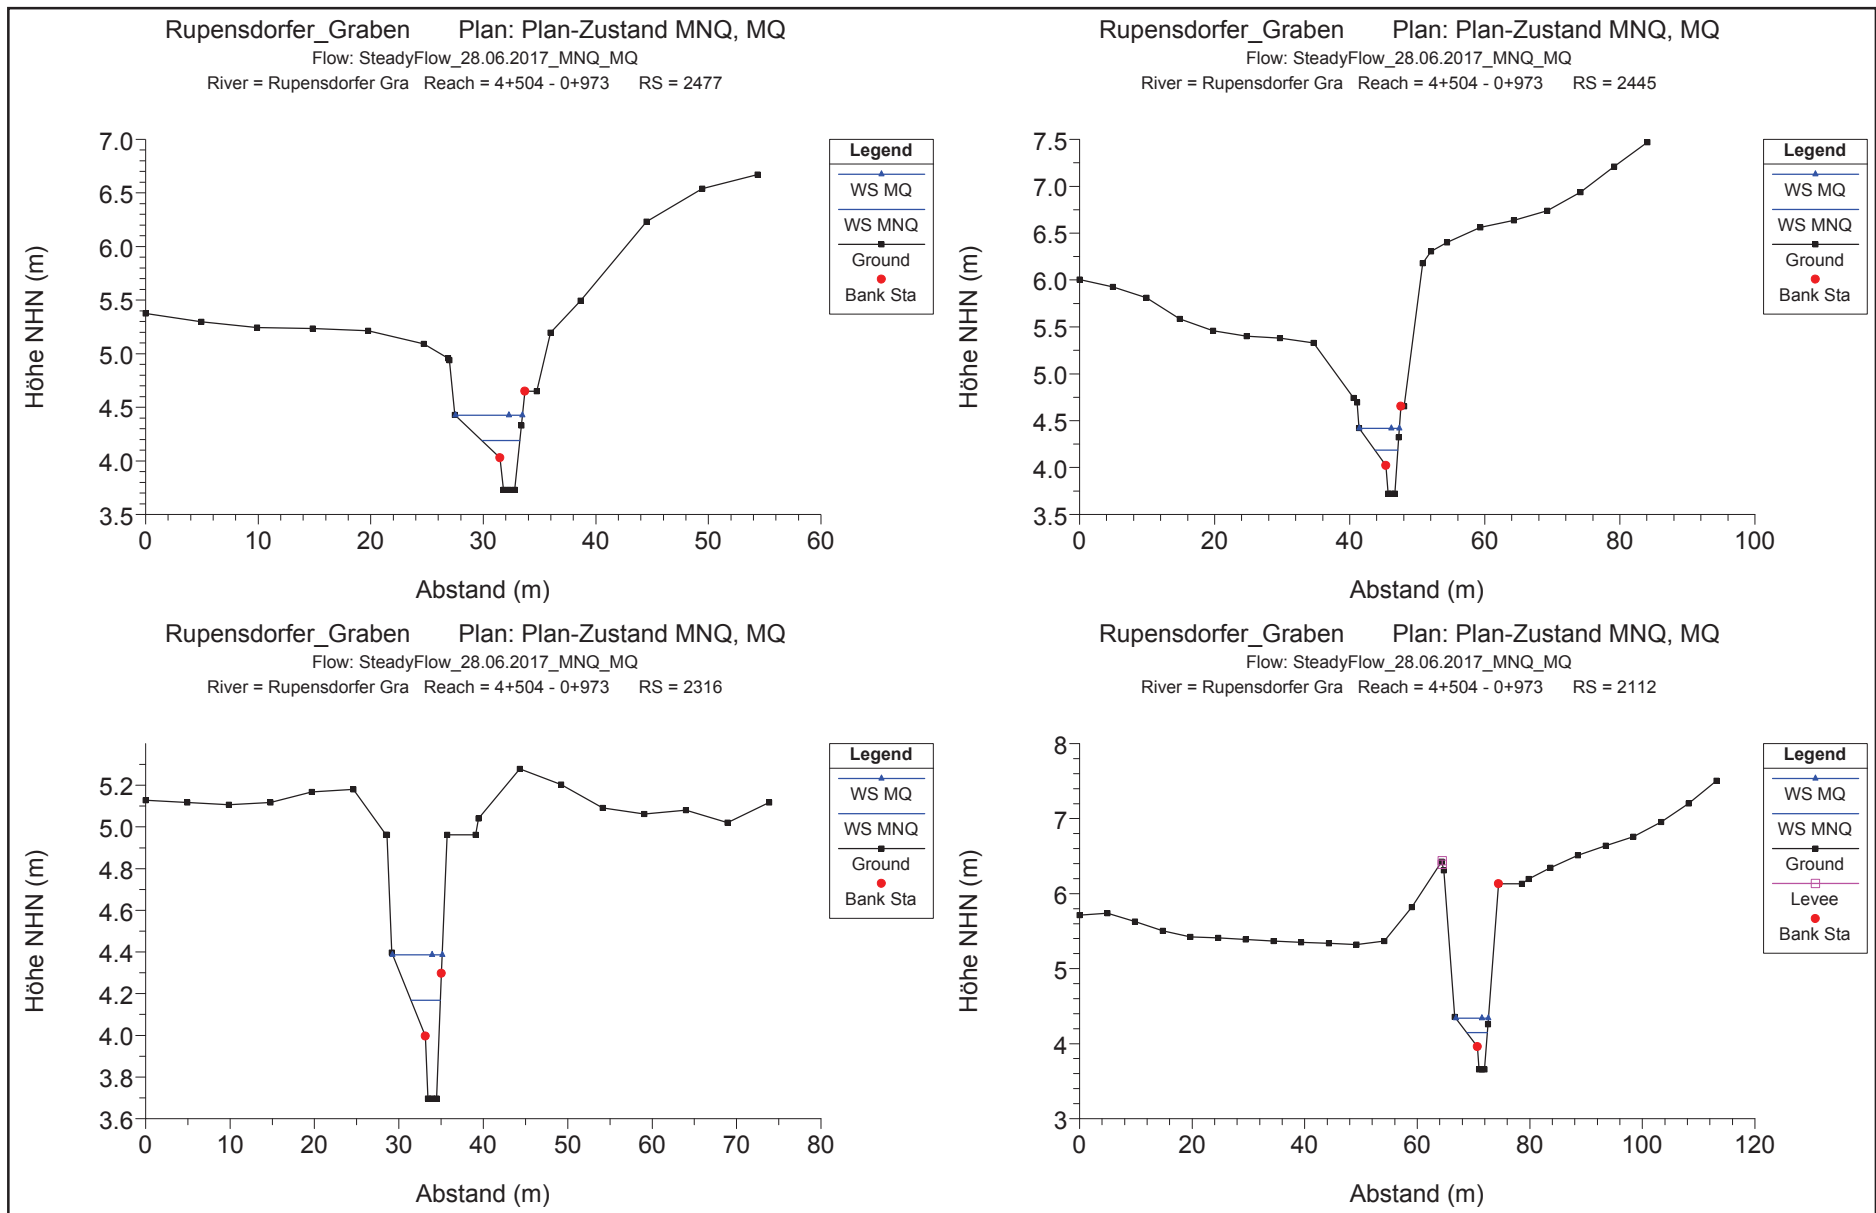 Rupensdorfer_Graben Plan: Plan-Zustand MNQ, MQ
Flow: SteadyFlow_28.06.2017_MNQ_MQ
River = Rupensdorfer Gra Reach = 4+504 - 0+973 RS = 2477
7.0
6.5
6.0
5.5
5.0
4.5
4.0
3.5
Höhe NHN (m)
0 10 20 30 40 50 60
Abstand (m)
Legend
WS MQ
WS MNQ
Ground
Bank Sta
Rupensdorfer_Graben Plan: Plan-Zustand MNQ, MQ
Flow: SteadyFlow_28.06.2017_MNQ_MQ
River = Rupensdorfer Gra Reach = 4+504 - 0+973 RS = 2445
7.5
7.0
6.5
6.0
5.5
5.0
4.5
4.0
3.5
Höhe NHN (m)
0 20 40 60 80 100
Abstand (m)
Legend
WS MQ
WS MNQ
Ground
Bank Sta
Rupensdorfer_Graben Plan: Plan-Zustand MNQ, MQ
Flow: SteadyFlow_28.06.2017_MNQ_MQ
River = Rupensdorfer Gra Reach = 4+504 - 0+973 RS = 2316
5.2
5.0
4.8
4.6
4.4
4.2
4.0
3.8
3.6
Höhe NHN (m)
0 10 20 30 40 50 60 70 80
Abstand (m)
Legend
WS MQ
WS MNQ
Ground
Bank Sta
Rupensdorfer_Graben Plan: Plan-Zustand MNQ, MQ
Flow: SteadyFlow_28.06.2017_MNQ_MQ
River = Rupensdorfer Gra Reach = 4+504 - 0+973 RS = 2112
8
7
6
5
4
3
Höhe NHN (m)
0 20 40 60 80 100 120
Abstand (m)
Legend
WS MQ
WS MNQ
Ground
Levee
Bank Sta